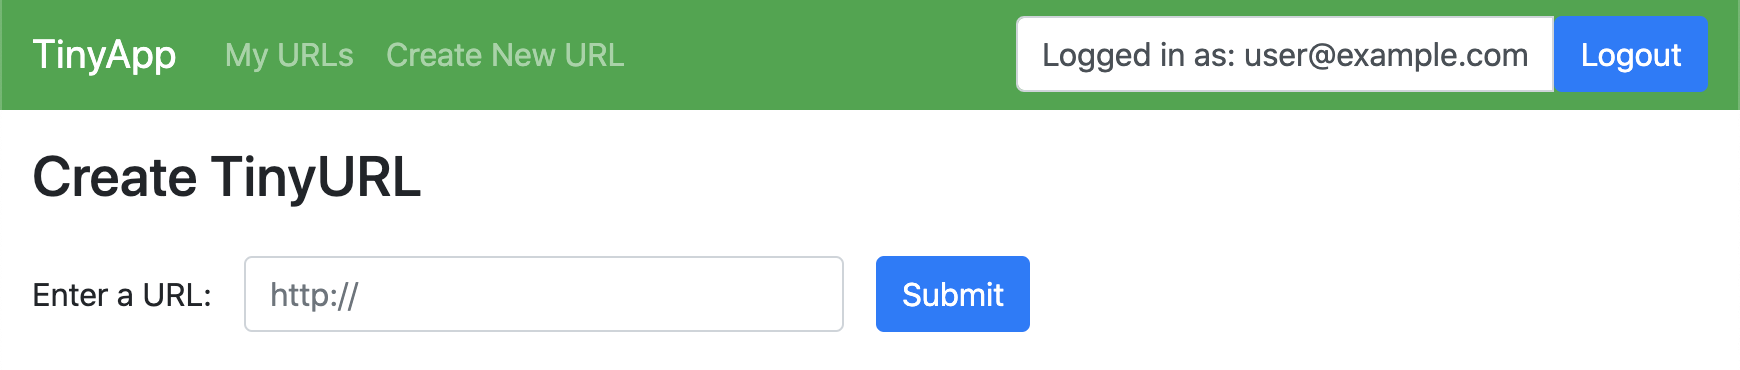 TinyApp My URLs Create New URL Logged in as: user@example.com Logout
Create TinyURL
Enter a URL: http:// Submit